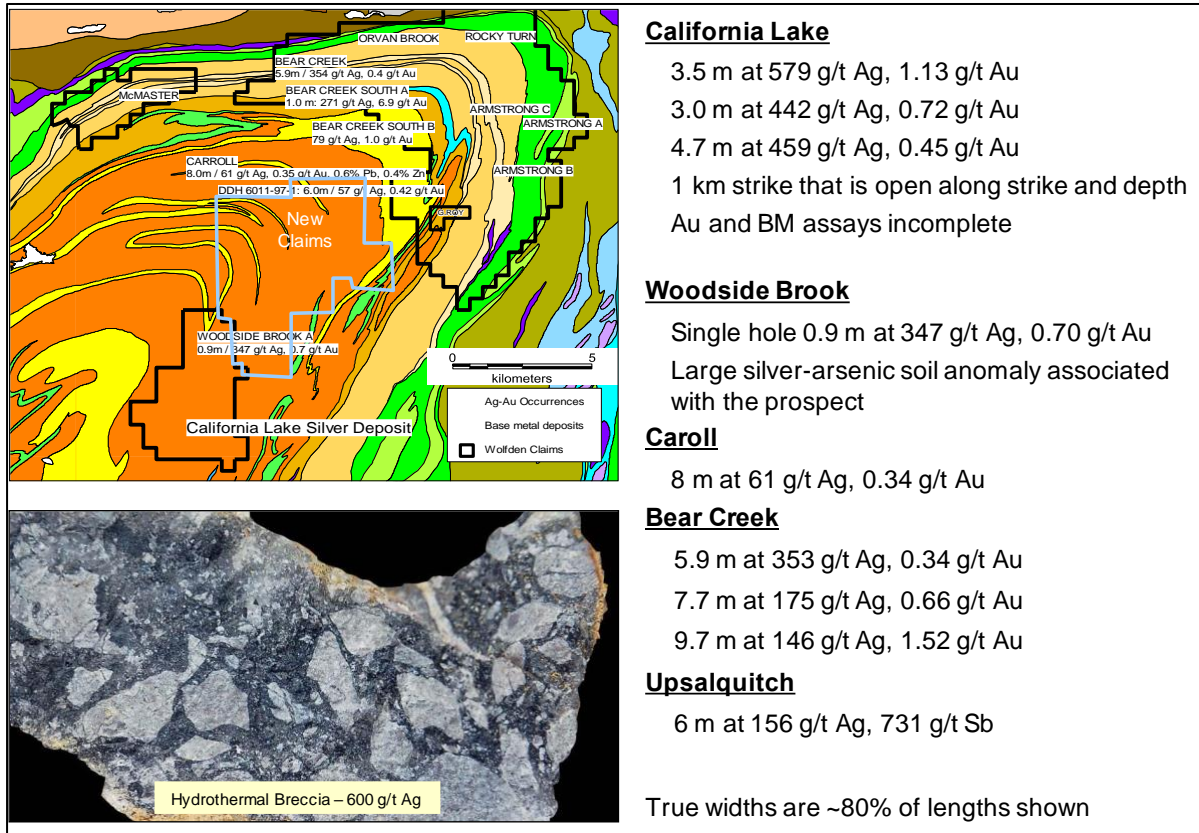 ORVAN BROOK
ROCKY TURN
BEAR CREEK
5.9m / 354 g/t Ag, 0.4 g/t Au
McMASTER
BEAR CREEK SOUTH A
1.0 m: 271 g/t Ag, 6.9 g/t Au
ARMSTRONG C
ARMSTRONG A
BEAR CREEK SOUTH B
79 g/t Ag, 1.0 g/t Au
CARROLL
8.0m / 61 g/t Ag, 0.35 g/t Au, 0.6% Pb, 0.4% Zn
ARMSTRONG B
DDH 6011-97-1: 6.0m / 57 g/t Ag, 0.42 g/t Au
G.ROY
New
Claims
WOODSIDE BROOK A
0.9m / 347 g/t Ag, 0.7 g/t Au
0 5
kilometers
Ag-Au Occurrences
Base metal deposits
Wolfden Claims
California Lake Silver Deposit
Hydrothermal Breccia – 600 g/t Ag
California Lake
3.5 m at 579 g/t Ag, 1.13 g/t Au
3.0 m at 442 g/t Ag, 0.72 g/t Au
4.7 m at 459 g/t Ag, 0.45 g/t Au
1 km strike that is open along strike and depth
Au and BM assays incomplete
Woodside Brook
Single hole 0.9 m at 347 g/t Ag, 0.70 g/t Au
Large silver-arsenic soil anomaly associated
with the prospect
Caroll
8 m at 61 g/t Ag, 0.34 g/t Au
Bear Creek
5.9 m at 353 g/t Ag, 0.34 g/t Au
7.7 m at 175 g/t Ag, 0.66 g/t Au
9.7 m at 146 g/t Ag, 1.52 g/t Au
Upsalquitch
6 m at 156 g/t Ag, 731 g/t Sb
True widths are ~80% of lengths shown